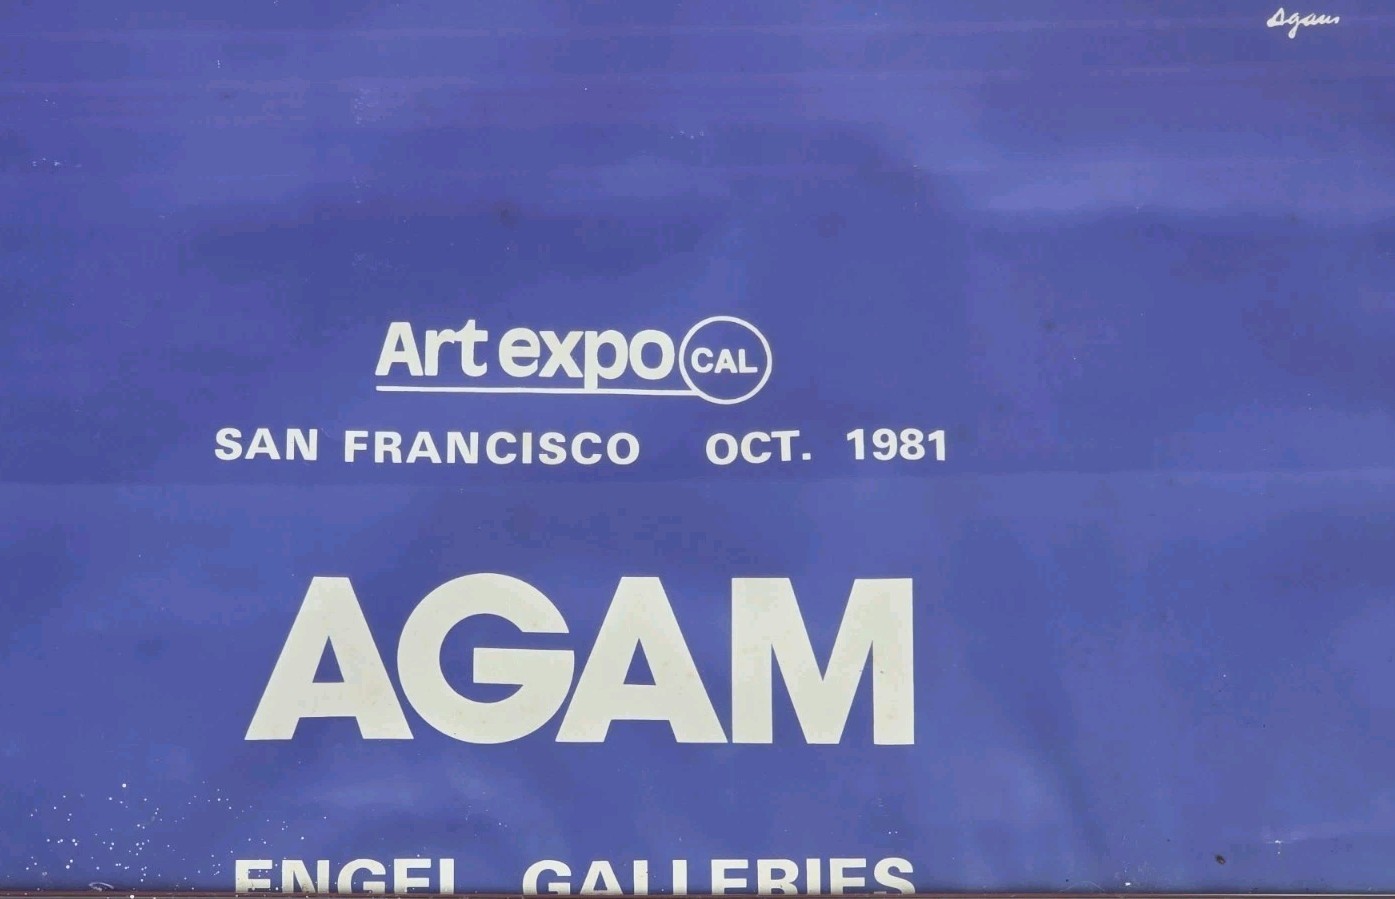 Agam
Art expo CAL
SAN FRANCISCO OCT. 1981
AGAM
ENGEL GALLERIES